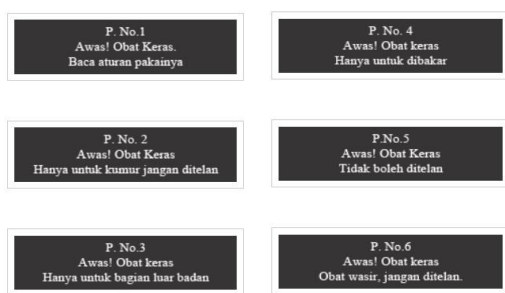 P. No.1
Awas! Obat Keras.
Baca aturan pakainya
P. No. 2
Awas! Obat Keras
Hanya untuk kumur jangan ditelan
P. No.3
Awas! Obat keras
Hanya untuk bagian luar badan
P. No. 4
Awas! Obat keras
Hanya untuk dibakar
P.No.5
Awas! Obat Keras
Tidak boleh ditelan
P. No.6
Awas! Obat keras
Obat wasir, jangan ditelan.